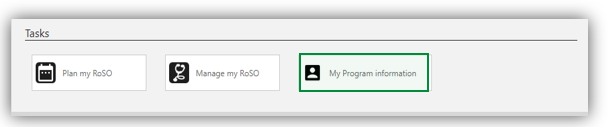 Tasks
Plan my RoSO
Manage my RoSO
My Program information